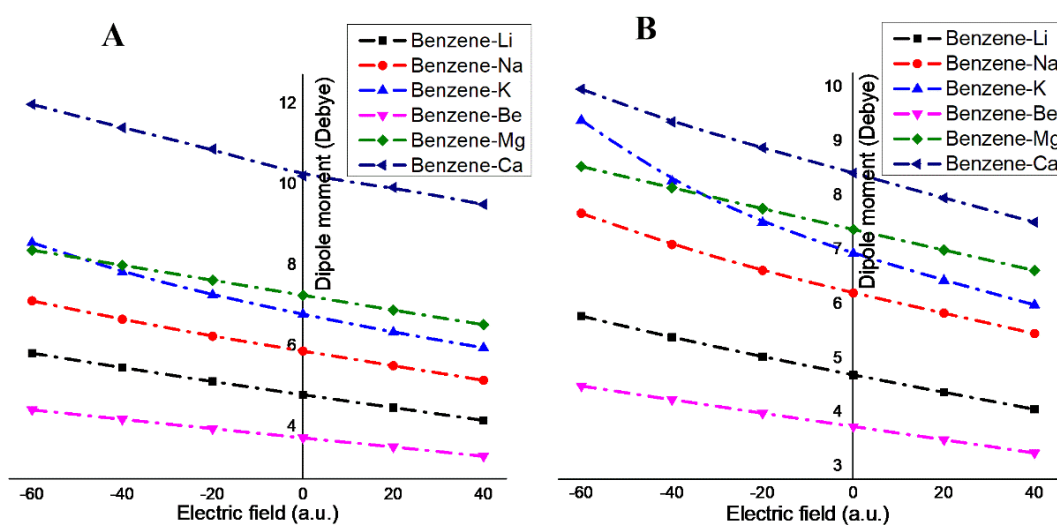 A
Benzene-Li
Benzene-Na
Benzene-K
Benzene-Be
Benzene-Mg
Benzene-Ca
12
10
8
6
4
Dipole moment (Debye)
-60 -40 -20 0 20 40
Electric field (a.u.)
B
Benzene-Li
Benzene-Na
Benzene-K
Benzene-Be
Benzene-Mg
Benzene-Ca
10
9
8
7
6
5
4
3
Dipole moment (Debye)
-60 -40 -20 0 20 40
Electric field (a.u.)